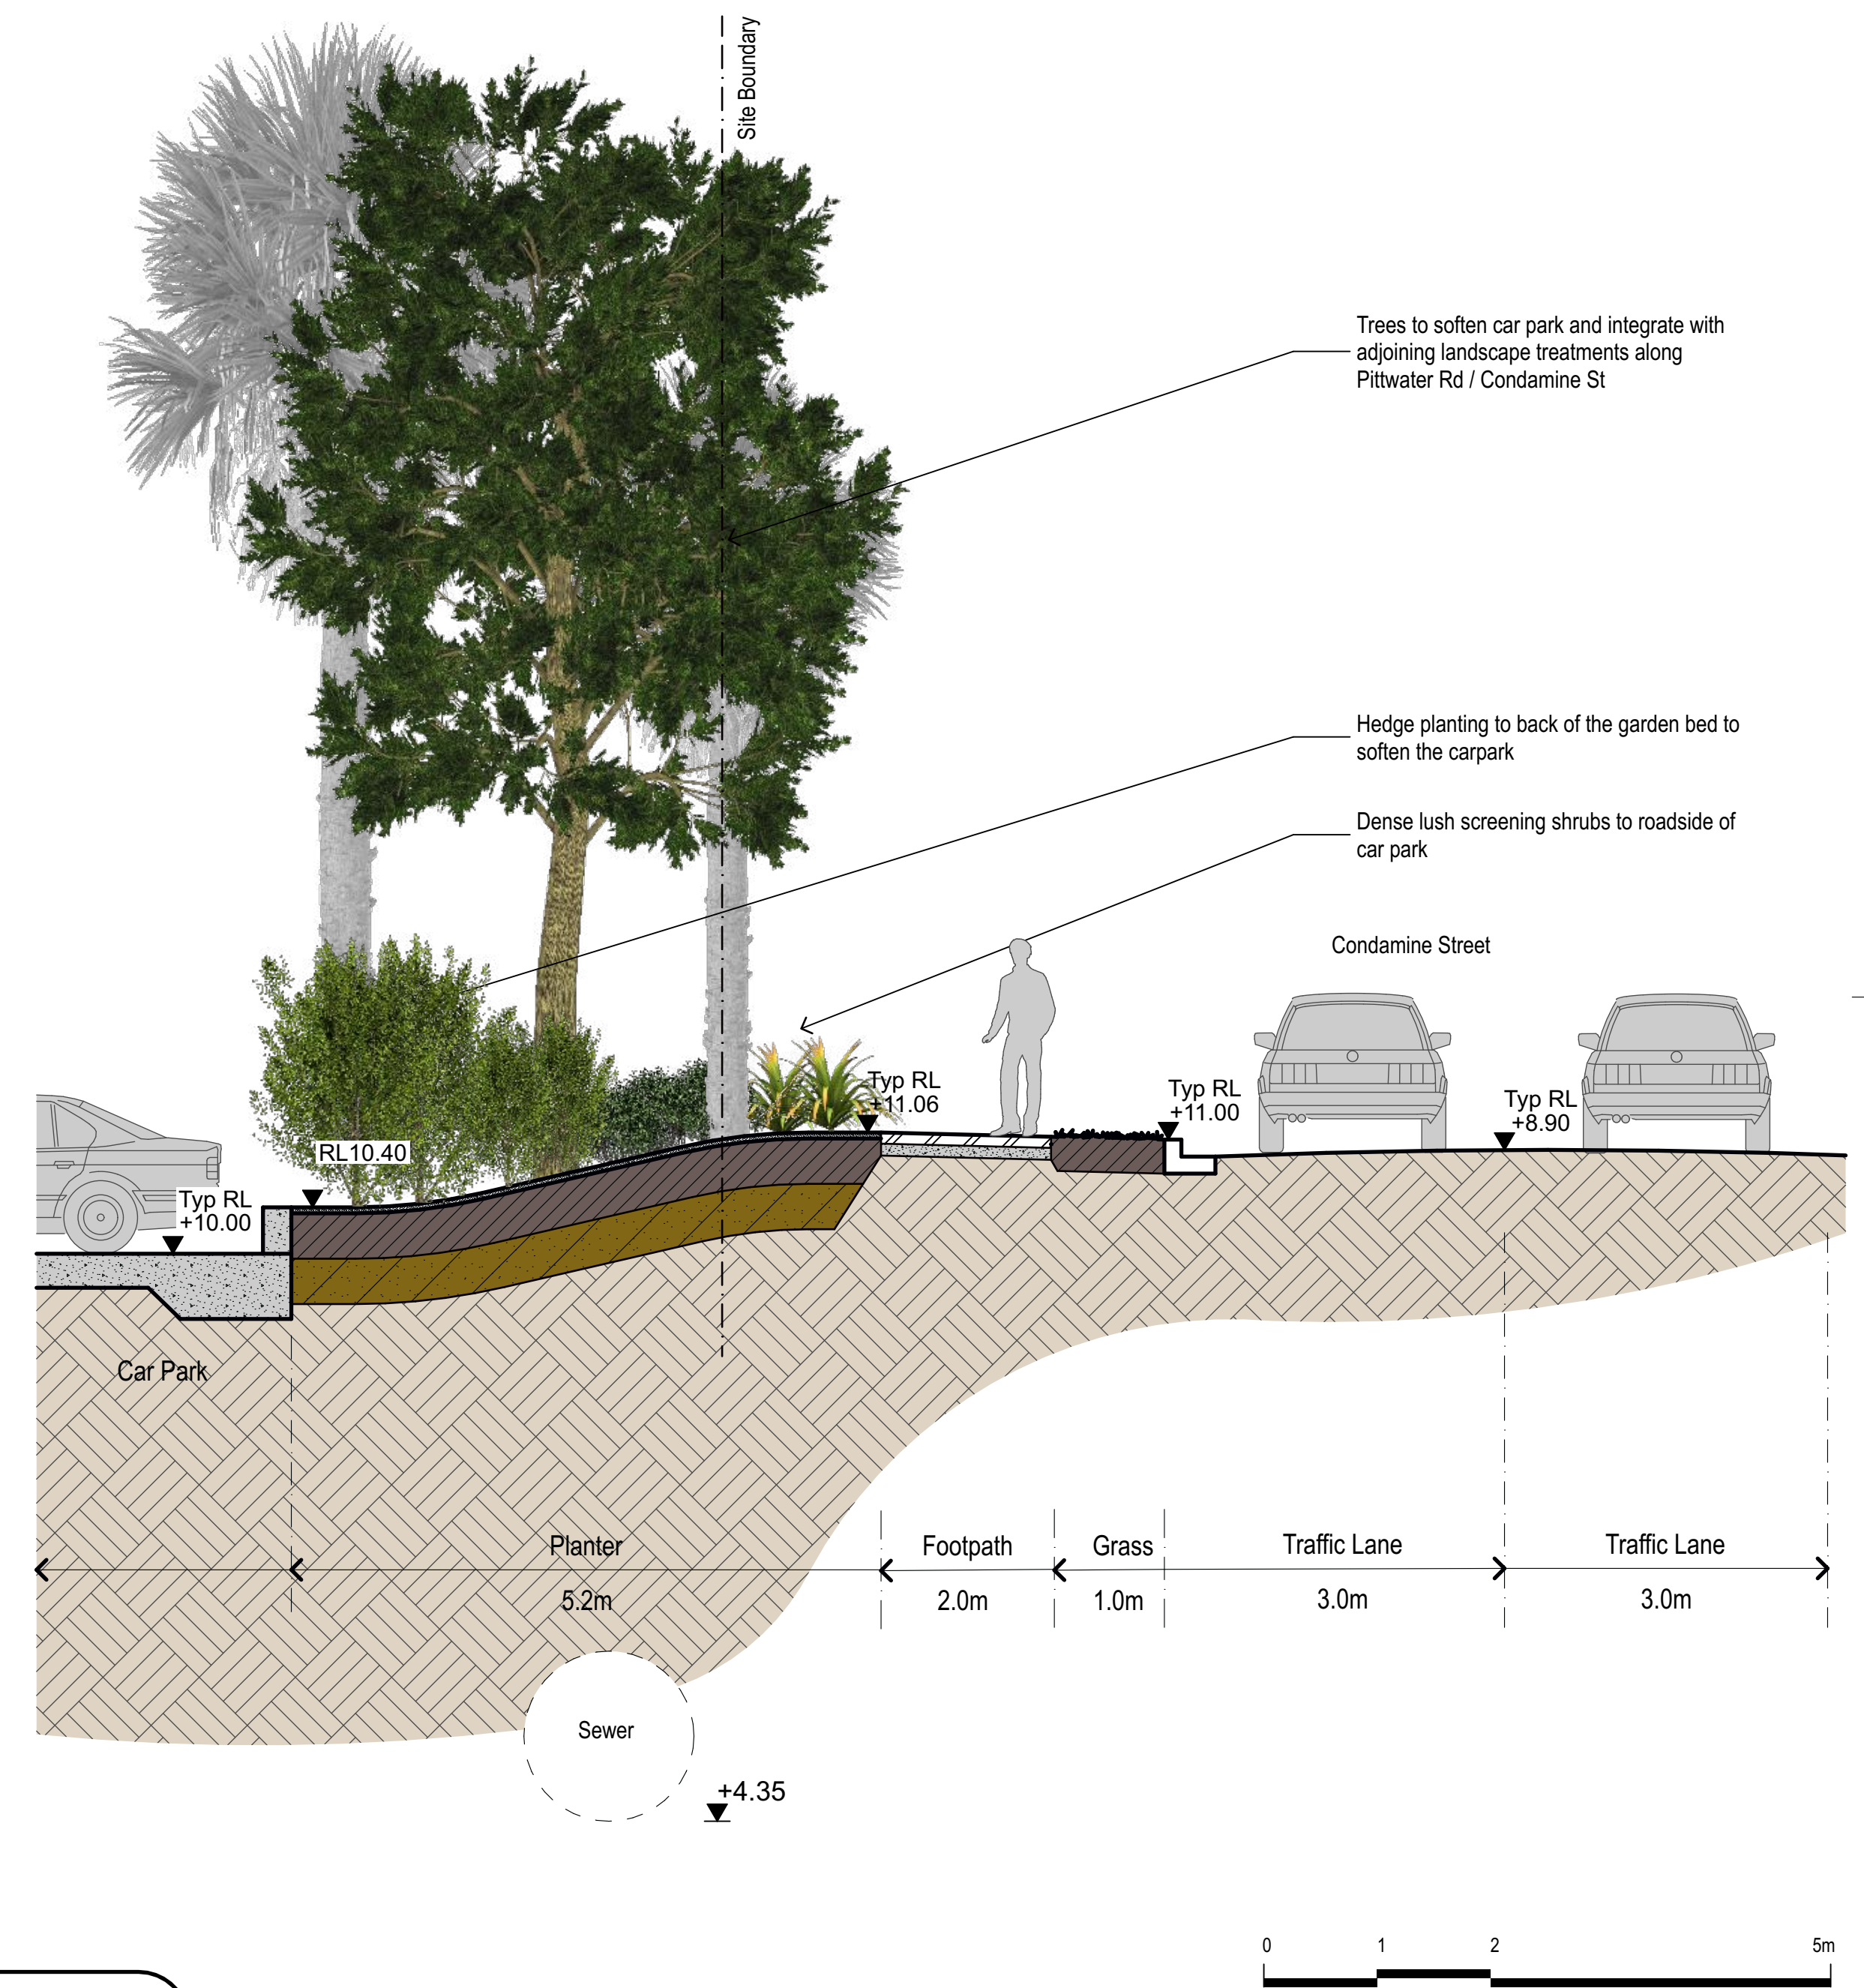 Site Boundary
Trees to soften car park and integrate with
adjoining landscape treatments along
Pittwater Rd / Condamine St
Hedge planting to back of the garden bed to
soften the carpark
Dense lush screening shrubs to roadside of
car park
Condamine Street
Typ RL
+11.06
Typ RL
+11.00
Typ RL
+8.90
RL10.40
Typ RL
+10.00
Car Park
Planter
Footpath
Grass
Traffic Lane
Traffic Lane
5.2m
2.0m
1.0m
3.0m
3.0m
Sewer
+4.35
0 1 2 5m